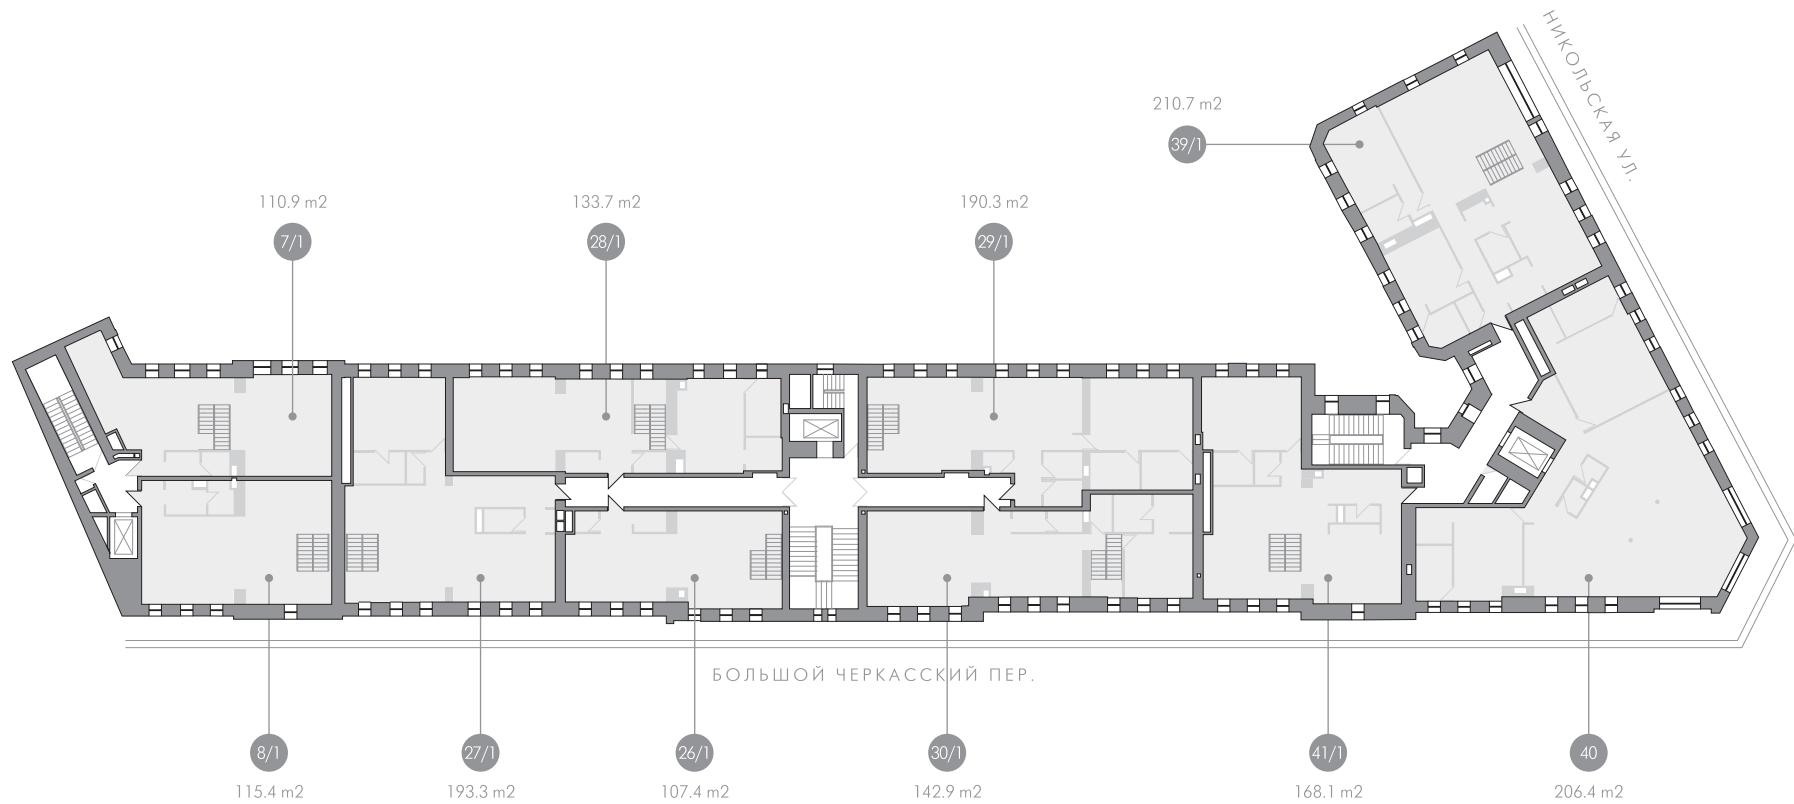 НИКОЛЬСКАЯ УЛ.
210.7 m2
39/1
110.9 m2
133.7 m2
190.3 m2
7/1
28/1
29/1
БОЛЬШОЙ ЧЕРКАССКИЙ ПЕР.
8/1
27/1
26/1
30/1
41/1
40
115.4 m2
193.3 m2
107.4 m2
142.9 m2
168.1 m2
206.4 m2